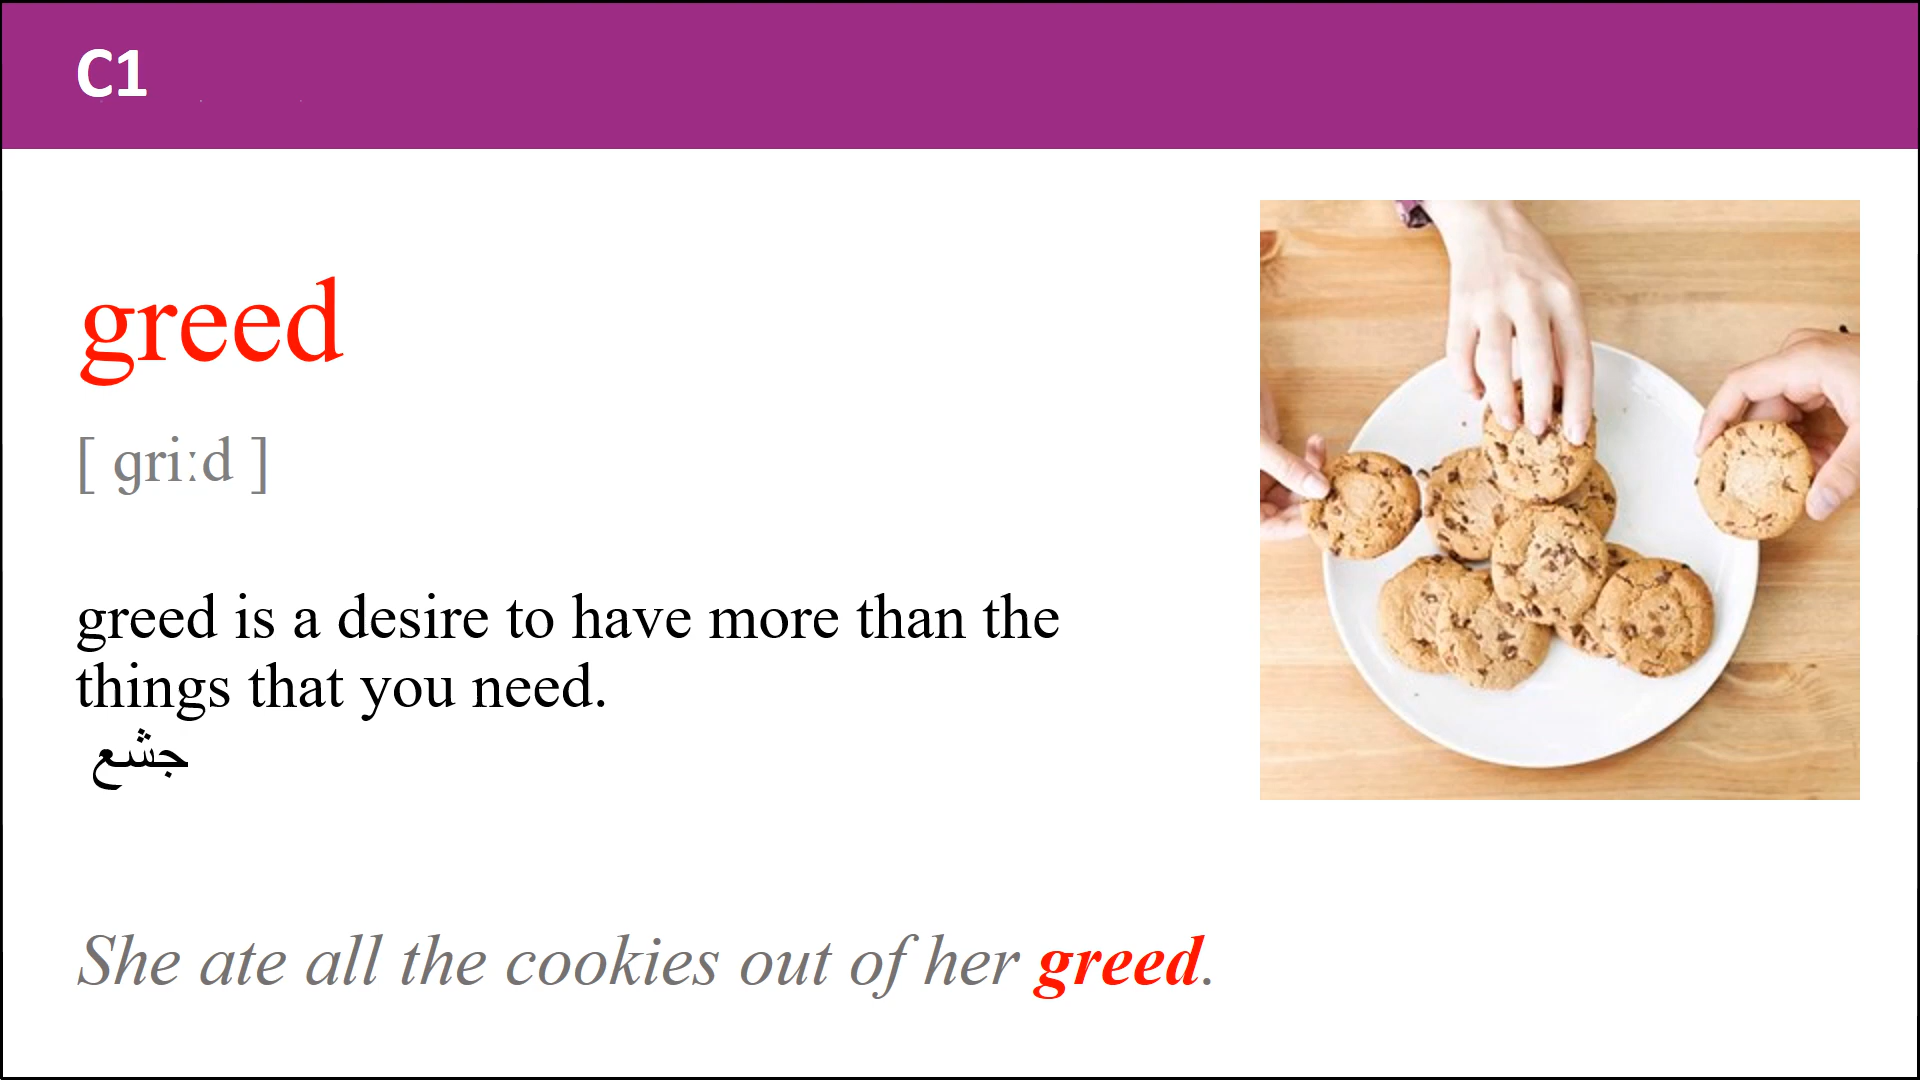 C1
greed
[ ɡriːd ]
greed is a desire to have more than the
things that you need.
جشع
She ate all the cookies out of her greed.